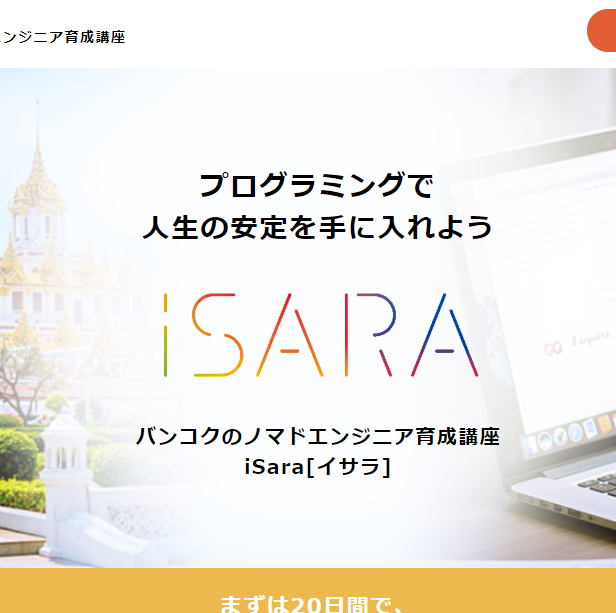 ンジニア育成講座
プログラミングで
人生の安定を手に入れよう
iSARA
GQ Esquire
バンコクのノマドエンジニア育成講座
iSara[イサラ]
まずは20日間で、